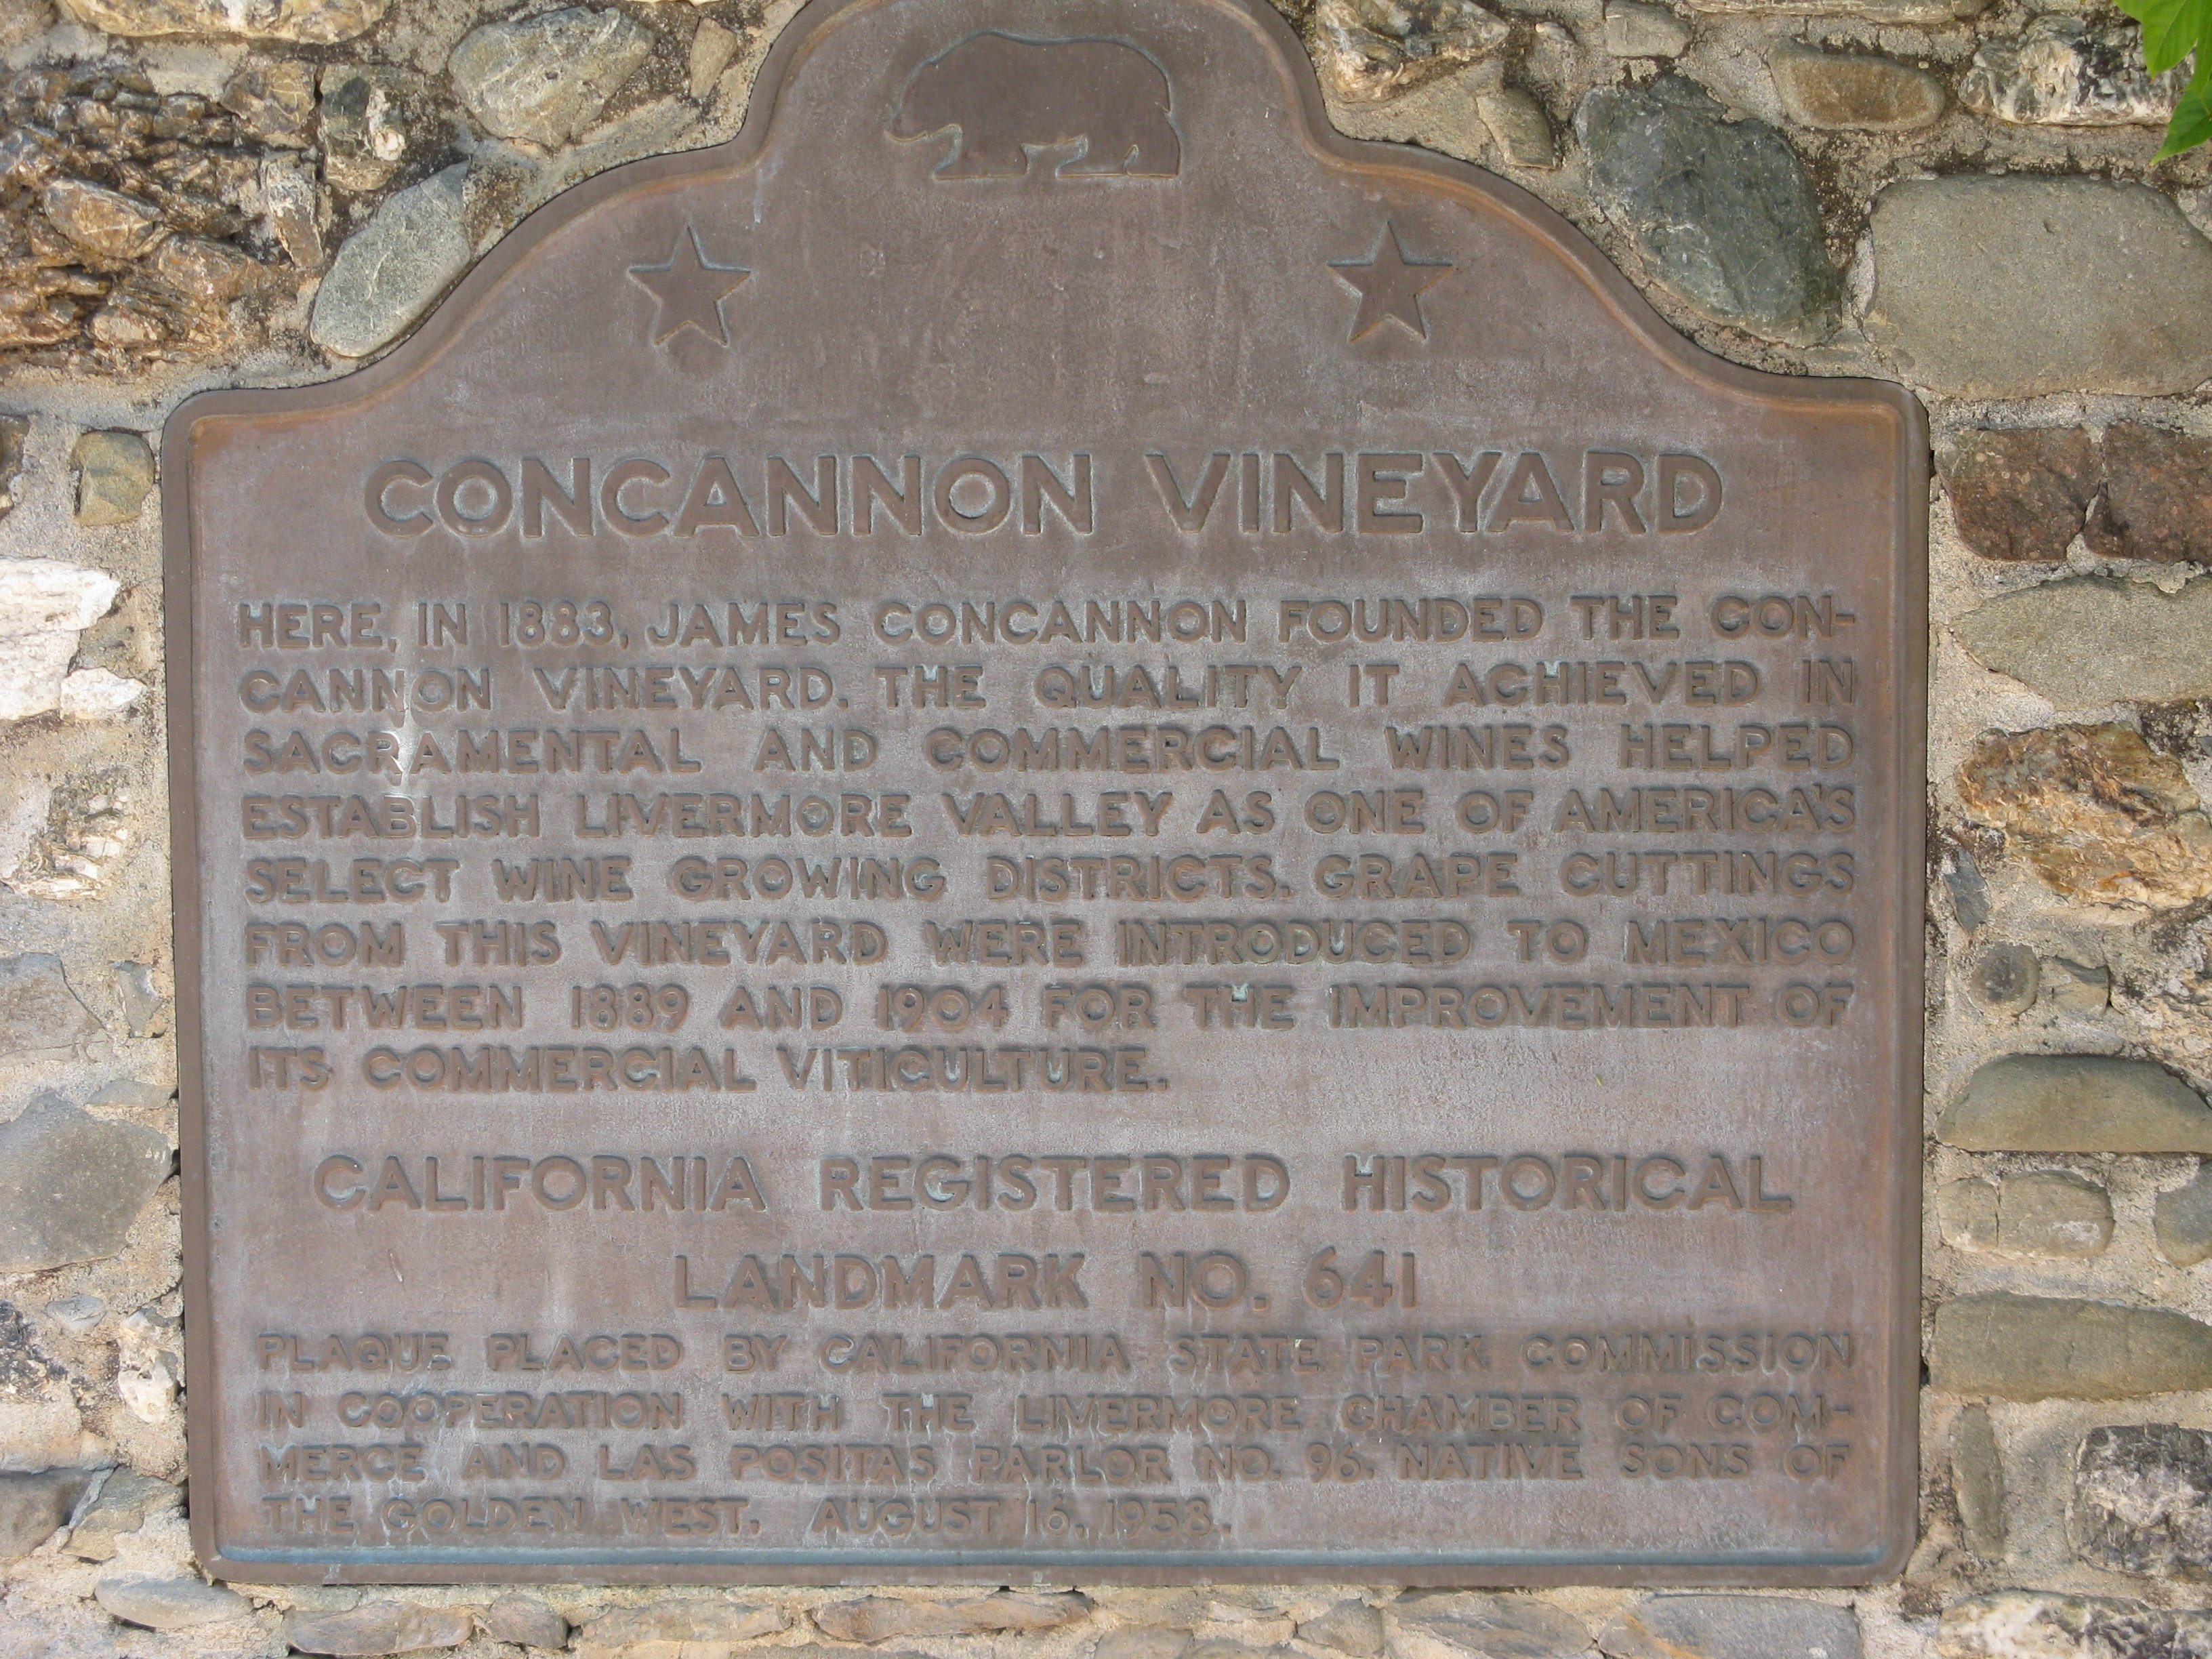 CONCANNON VINEYARD
HERE, IN 1883, JAMES CONCANNON FOUNDED THE CON-
CANNON VINEYARD. THE QUALITY IT ACHIEVED IN
SACRAMENTAL AND COMMERCIAL WINES HELPED
ESTABLISH LIVERMORE VALLEY AS ONE OF AMERICA'S
SELECT WINE GROWING DISTRICTS. GRAPE CUTTINGS
FROM THIS VINEYARD WERE INTRODUCED TO MEXICO
BETWEEN 1889 AND 1904 FOR THE IMPROVEMENT OF
ITS COMMERCIAL VITICULTURE.
CALIFORNIA REGISTERED HISTORICAL
LANDMARK NO. 641
PLAQUE PLACED BY CALIFORNIA STATE PARK COMMISSION
IN COOPERATION WITH THE LIVERMORE CHAMBER OF COM-
MERCE AND LAS POSITAS PARLOR NO. 96, NATIVE SONS OF
THE GOLDEN WEST. AUGUST 16, 1958.